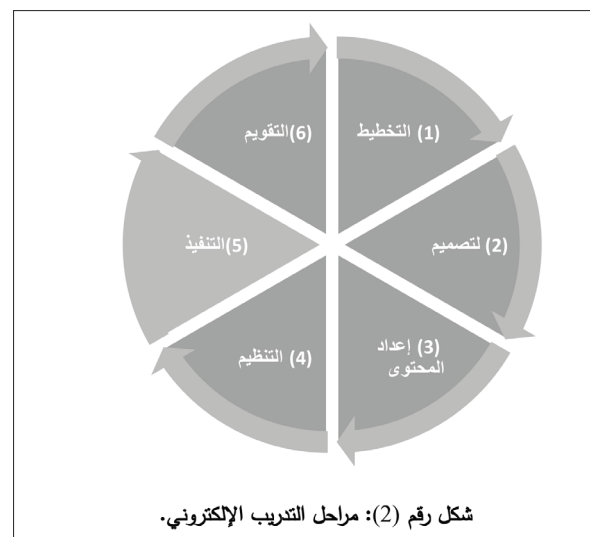 (1) التخطيط
(2) لتصميم
(3) إعداد
المحتوى
(4) التنظيم
(5)التنفيذ
(6)التقويم
شكل رقم (2): مراحل التدريب الإلكتروني.